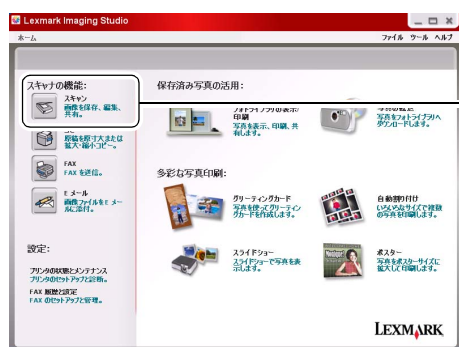 Lexmark Imaging Studio
ホーム
ファイル ツール ヘルプ
スキャナの機能:
スキャン
画像を保存、編集、
共有。
原稿を原寸大または
拡大・縮小コピー。
FAX
FAX を送信。
E メール
画像ファイルを E メー
ルに添付。
設定:
プリンタの状態とメンテナンス
プリンタのセットアップと診断。
FAX 履歴と設定
FAX のセットアップと管理。
保存済み写真の活用:
フォトライブラリの表示/
印刷
写真を表示、印刷、共
有します。
写真をフォトライブラリへ
ダウンロードします。
多彩な写真印刷:
グリーティングカード
写真を使ってグリーティン
グカードを作成します。
自動割り付け
いろいろなサイズで複数
の写真を印刷します。
スライドショー
スライドショーで写真を表
示します。
ポスター
写真をポスターサイズに
拡大して印刷します。
LEXMARK